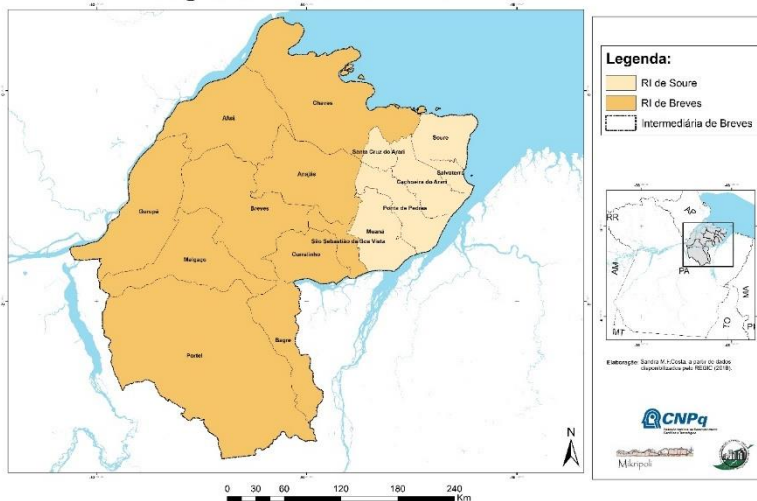 Legenda:
RI de Soure
RI de Breves
Intermediária de Breves
Afuá
Chaves
Soure
Santa Cruz do Arari
Salvaterra
Anajás
Cachoeira do Arari
Gurupá
Breves
Ponta de Pedras
Muaná
São Sebastião da Boa Vista
Curralinho
Melgaço
Portel
Bagre
RR
AP
AM
PA
MA
MT
TO
PI
Elaboração: Sandra M.F.Costa, a partir de dados
disponibilizados pelo REGIC (2018).
CNPq
Mikripoli
N
0 30 60 120 180 240
Km